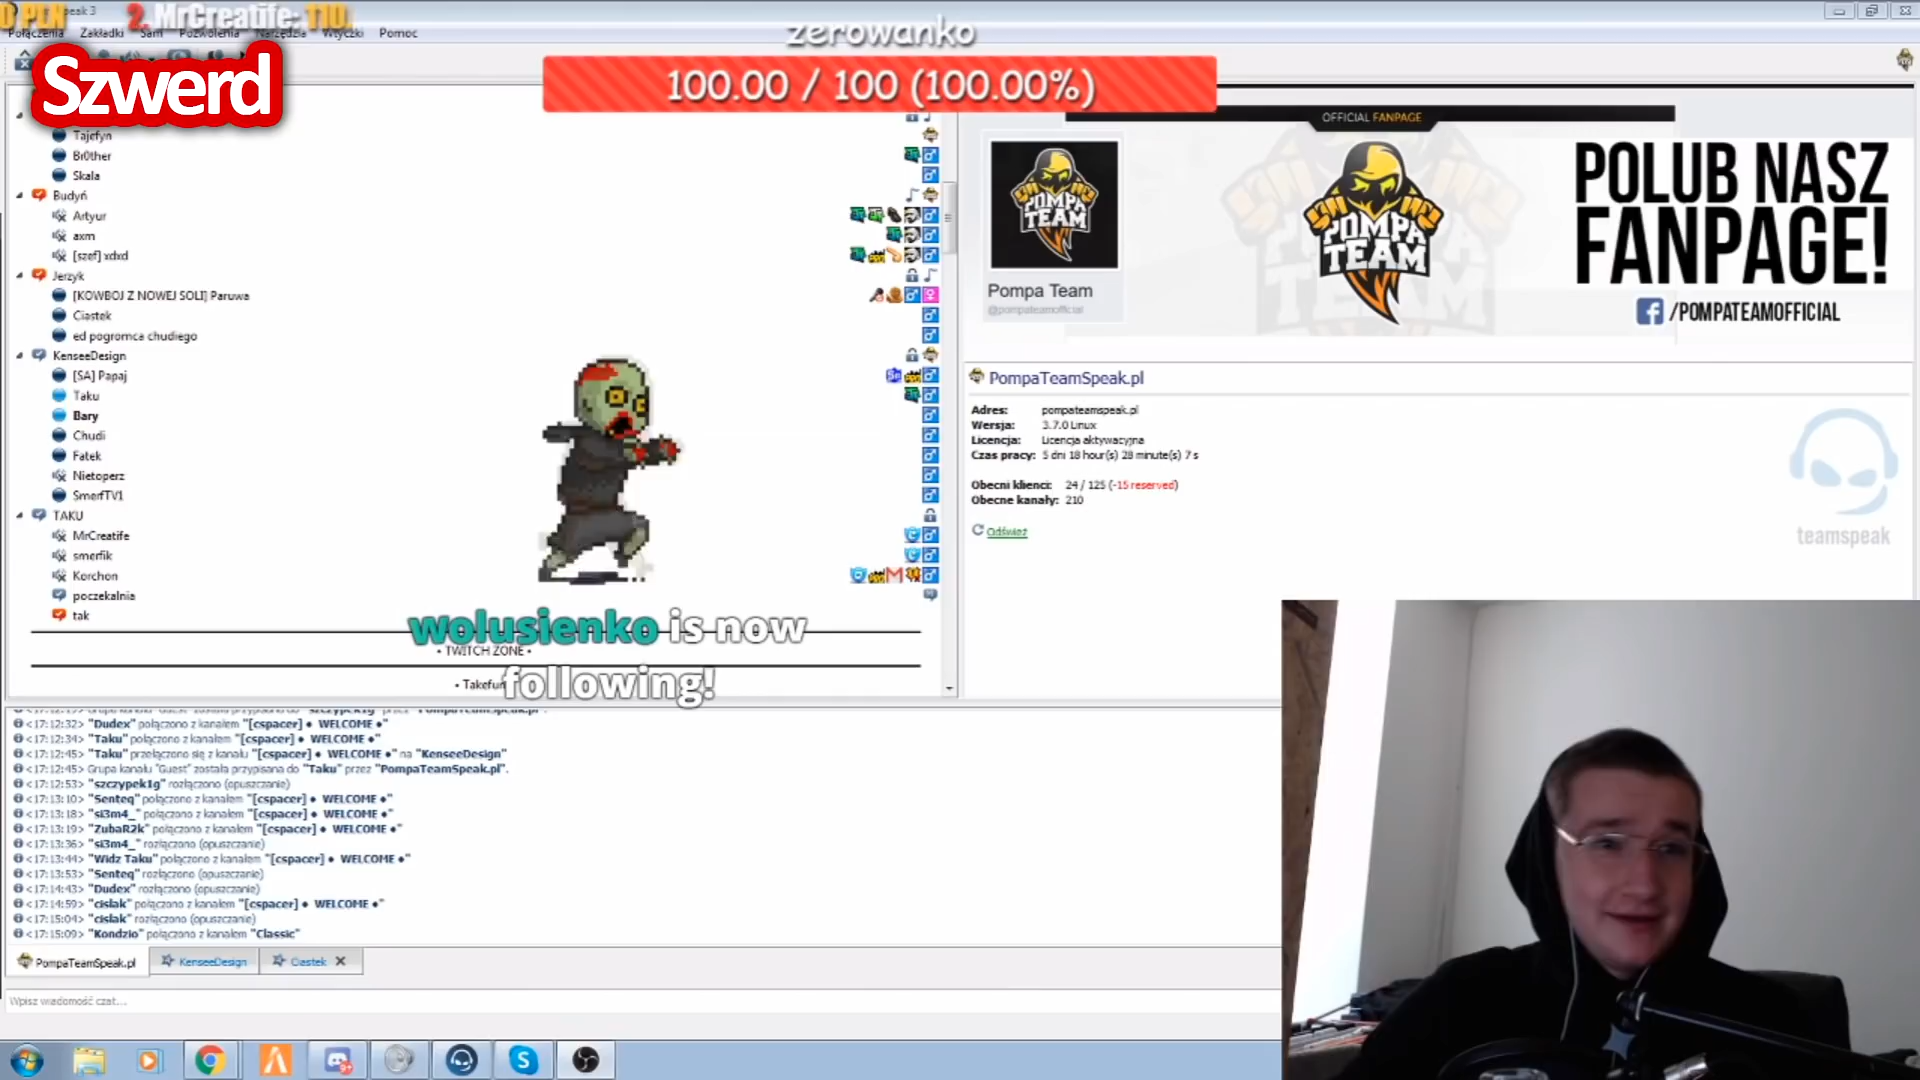 2. MrCreatife: 110.
0 PLN
Szwerd
Połączenia Zakładki Sam Pozwolenia Narzędzia Wtyczki Pomoc
zerowanko
100.00 / 100 (100.00%)
Tajefyn
Br0ther
Skala
Budyń
Artyur
axm
[szef] xdxd
Jerzyk
[KOWBOJ Z NOWEJ SOLI] Paruwa
Ciastek
ed pogromca chudiego
KenseeDesign
[SA] Papaj
Taku
Bary
Chudi
Fatek
Nietoperz
SmerfTV1
TAKU
MrCreatife
smerfik
Korchon
poczekalnia
tak
wolusienko is now
following!
• TWITCH ZONE •
OFFICIAL FANPAGE
POMPA
TEAM
Pompa Team
@pompateamofficial
POMPA
TEAM
POLUB NASZ
FANPAGE!
/POMPATEAMOFFICIAL
PompaTeamSpeak.pl
Adres: pompateamspeak.pl
Wersja: 3.7.0 Linux
Licencja: Licencja aktywacyjna
Czas pracy: 5 dni 18 hour(s) 28 minute(s) 7 s
Obecni klienci: 24 / 125 (-15 reserved)
Obecne kanały: 210
Odśwież
teamspeak
<17:12:32> "Dudex" połączono z kanałem "[cspacer] ● WELCOME ●"
<17:12:34> "Taku" połączono z kanałem "[cspacer] ● WELCOME ●"
<17:12:45> "Taku" przełączono się z kanału "[cspacer] ● WELCOME ●" na "KenseeDesign"
<17:12:45> Grupa kanału "Guest" została przypisana do "Taku" przez "PompaTeamSpeak.pl".
<17:12:53> "szczypek1g" rozłączono (opuszczanie)
<17:13:10> "Senteq" połączono z kanałem "[cspacer] ● WELCOME ●"
<17:13:18> "si3m4_" połączono z kanałem "[cspacer] ● WELCOME ●"
<17:13:19> "ZubaR2k" połączono z kanałem "[cspacer] ● WELCOME ●"
<17:13:36> "si3m4_" rozłączono (opuszczanie)
<17:13:44> "Widz Taku" połączono z kanałem "[cspacer] ● WELCOME ●"
<17:13:53> "Senteq" rozłączono (opuszczanie)
<17:14:43> "Dudex" rozłączono (opuszczanie)
<17:14:59> "cislak" połączono z kanałem "[cspacer] ● WELCOME ●"
<17:15:04> "cislak" rozłączono (opuszczanie)
<17:15:09> "Kondzio" połączono z kanałem "Classic"
PompaTeamSpeak.pl KenseeDesign Ciastek
Wpisz wiadomość czat...